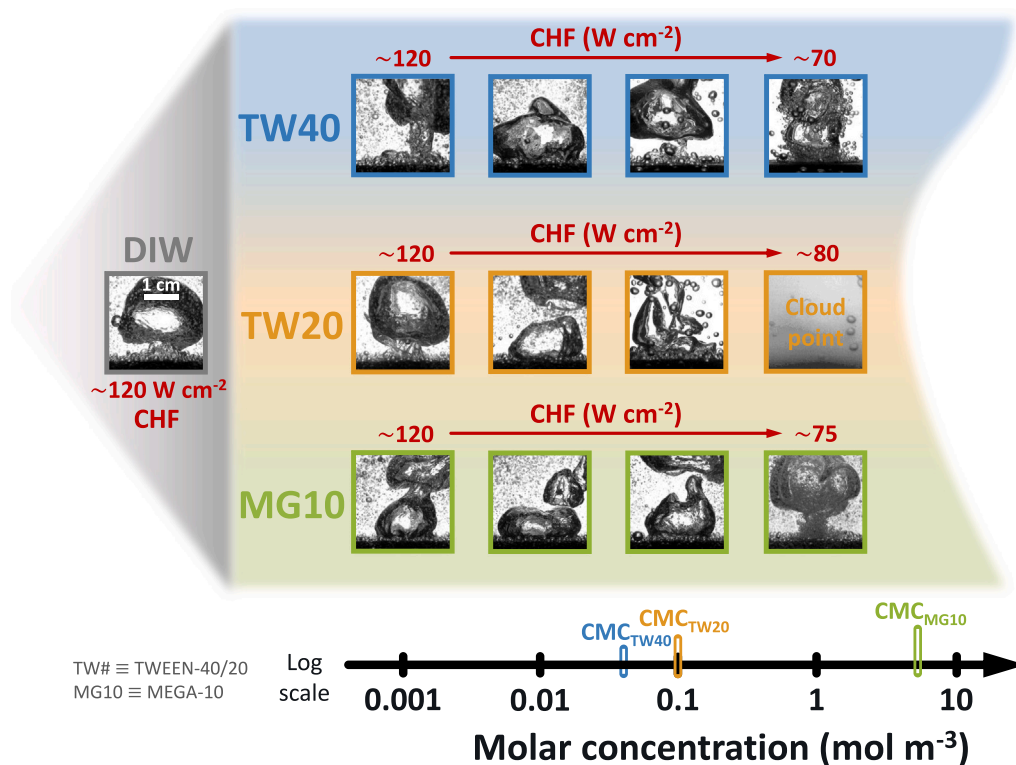 CHF (W cm⁻²)
~120
~70
TW40
DIW
1 cm
~120 W cm⁻²
CHF
CHF (W cm⁻²)
~120
~80
TW20
Cloud
point
CHF (W cm⁻²)
~120
~75
MG10
CMC_TW40
CMC_TW20
CMC_MG10
TW# ≡ TWEEN-40/20
MG10 ≡ MEGA-10
Log
scale
0.001
0.01
0.1
1
10
Molar concentration (mol m⁻³)